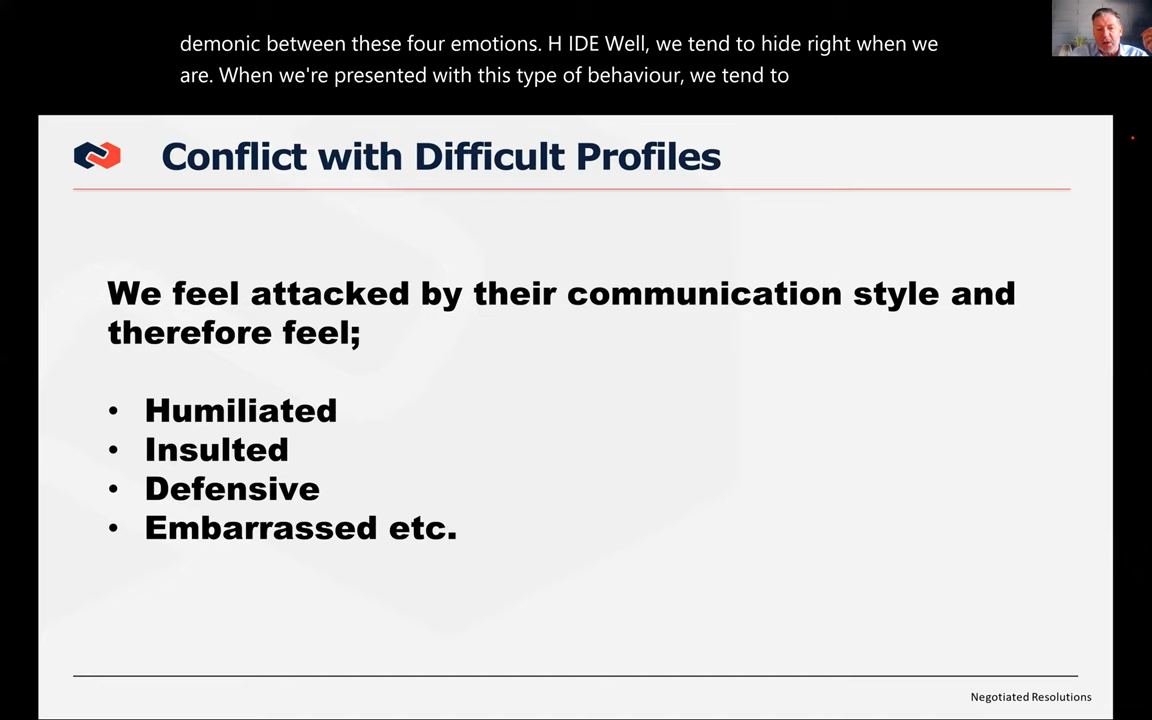 demonic between these four emotions. H IDE Well, we tend to hide right when we
are. When we're presented with this type of behaviour, we tend to
Conflict with Difficult Profiles
We feel attacked by their communication style and
therefore feel;
• Humiliated
• Insulted
• Defensive
• Embarrassed etc.
Negotiated Resolutions